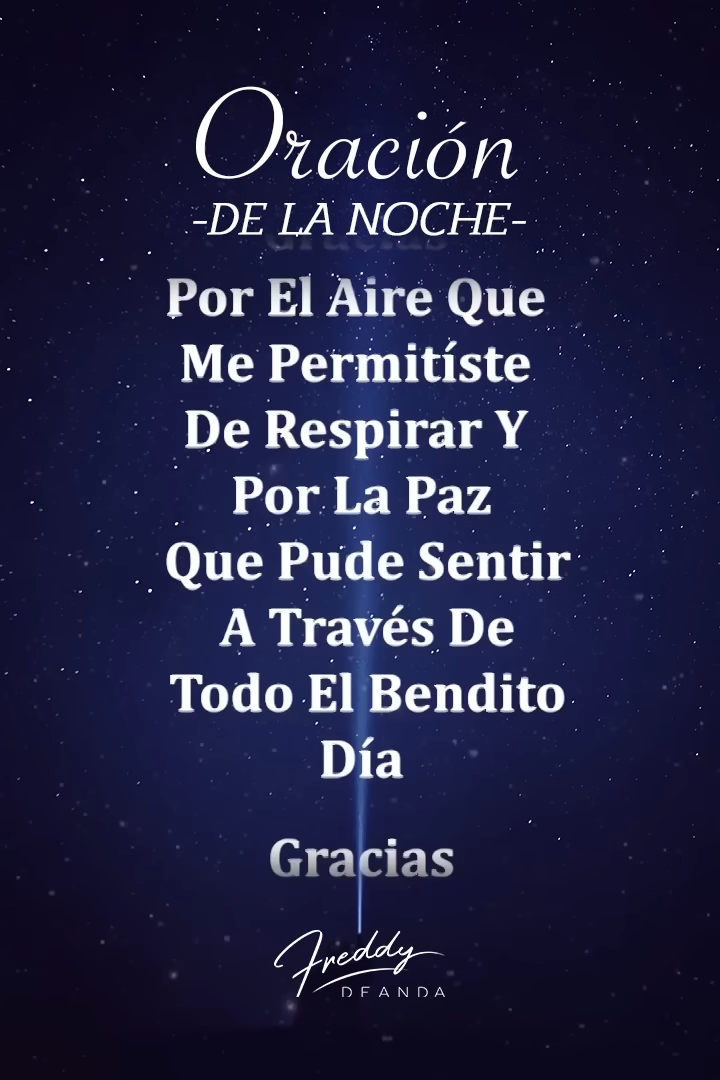 Oración
-DE LA NOCHE-
Gracias
Por El Aire Que
Me Permitíste
De Respirar Y
Por La Paz
Que Pude Sentir
A Través De
Todo El Bendito
Día
Gracias
Freddy
DEANDA